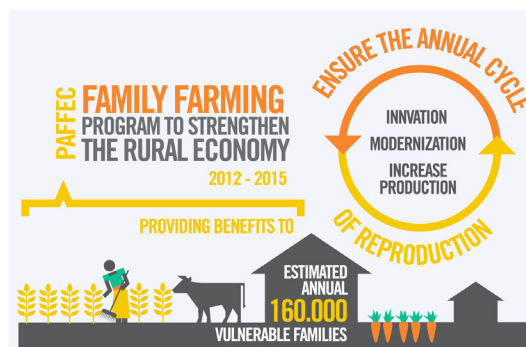 PAFFEC
FAMILY FARMING
PROGRAM TO STRENGTHEN
THE RURAL ECONOMY
2012 - 2015
PROVIDING BENEFITS TO
ENSURE THE ANNUAL CYCLE
OF REPRODUCTION
INNVATION
MODERNIZATION
INCREASE
PRODUCTION
ESTIMATED
ANNUAL
160.000
VULNERABLE FAMILIES